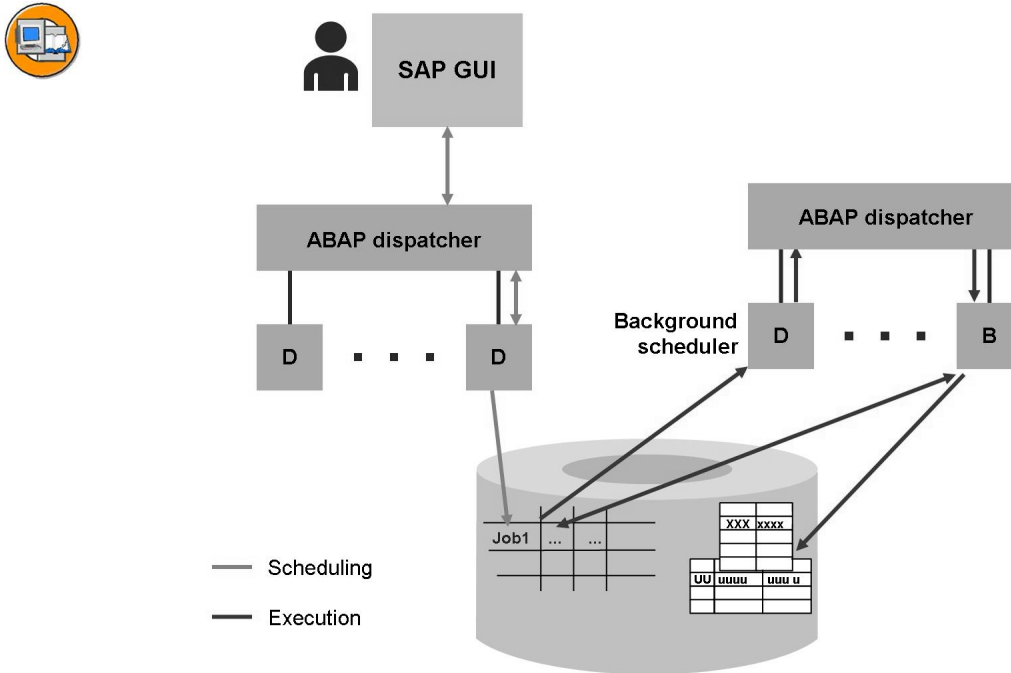 SAP GUI
ABAP dispatcher
ABAP dispatcher
D
D
Background
scheduler
D
B
Job1 ... ...
XXX xxxx
UU uuuu uuu u
Scheduling
Execution